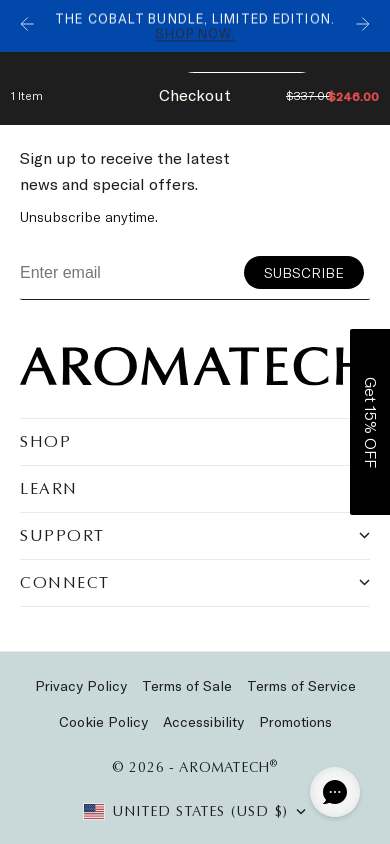 THE COBALT BUNDLE, LIMITED EDITION.
SHOP NOW.
1 Item
Checkout
$337.00 $246.00
Sign up to receive the latest
news and special offers.
Unsubscribe anytime.
Enter email
SUBSCRIBE
AROMATECH
Get 15% OFF
SHOP
LEARN
SUPPORT
CONNECT
Privacy Policy Terms of Sale Terms of Service
Cookie Policy Accessibility Promotions
© 2026 - AROMATECH®
UNITED STATES (USD $)